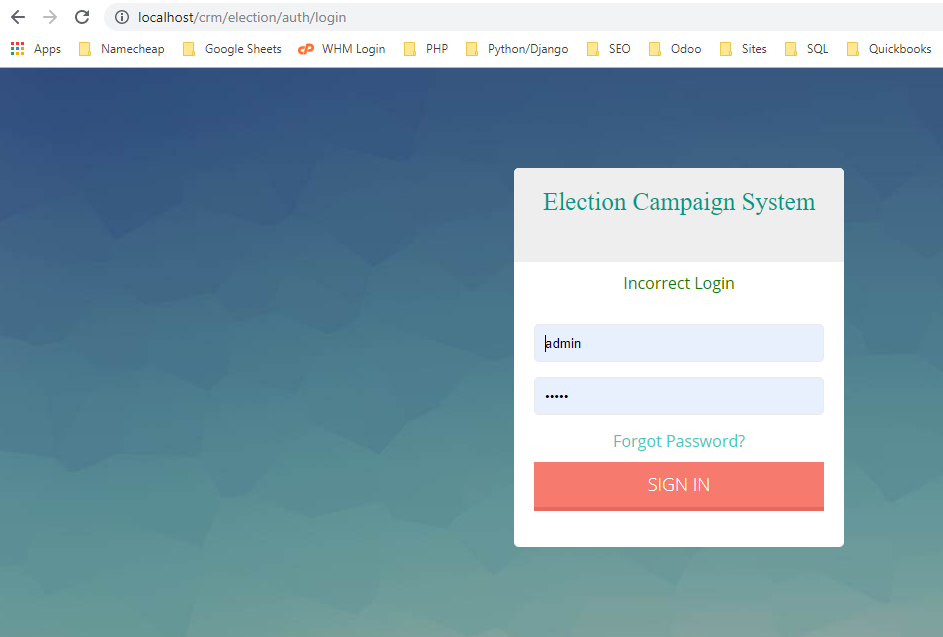 localhost/crm/election/auth/login
Apps Namecheap Google Sheets WHM Login PHP Python/Django SEO Odoo Sites SQL Quickbooks
Election Campaign System
Incorrect Login
admin
•••••
Forgot Password?
SIGN IN